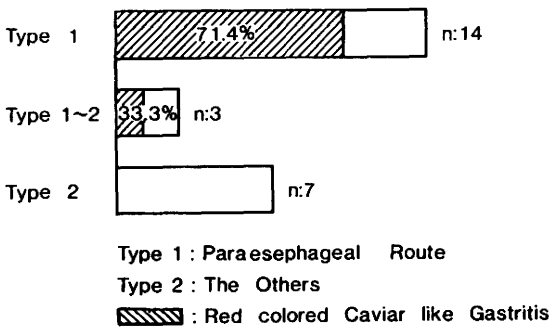 Type 1 71.4% n:14
Type 1~2 33.3% n:3
Type 2 n:7
Type 1 : Paraesephageal Route
Type 2 : The Others
: Red colored Caviar like Gastritis